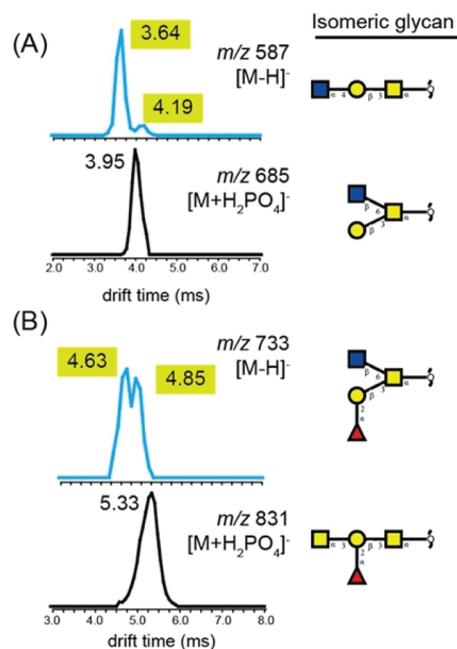 (A)
3.64
m/z 587
[M-H]-
4.19
Isomeric glycan
α 4 β 3 α
3.95
m/z 685
[M+H2PO4]-
β 6 α
β 3
2.0 3.0 4.0 5.0 6.0 7.0
drift time (ms)
(B)
4.63
4.85
m/z 733
[M-H]-
β 6 α
β 3
2
α
5.33
m/z 831
[M+H2PO4]-
α 3 β 3 α
2
α
3.0 4.0 5.0 6.0 7.0 8.0
drift time (ms)